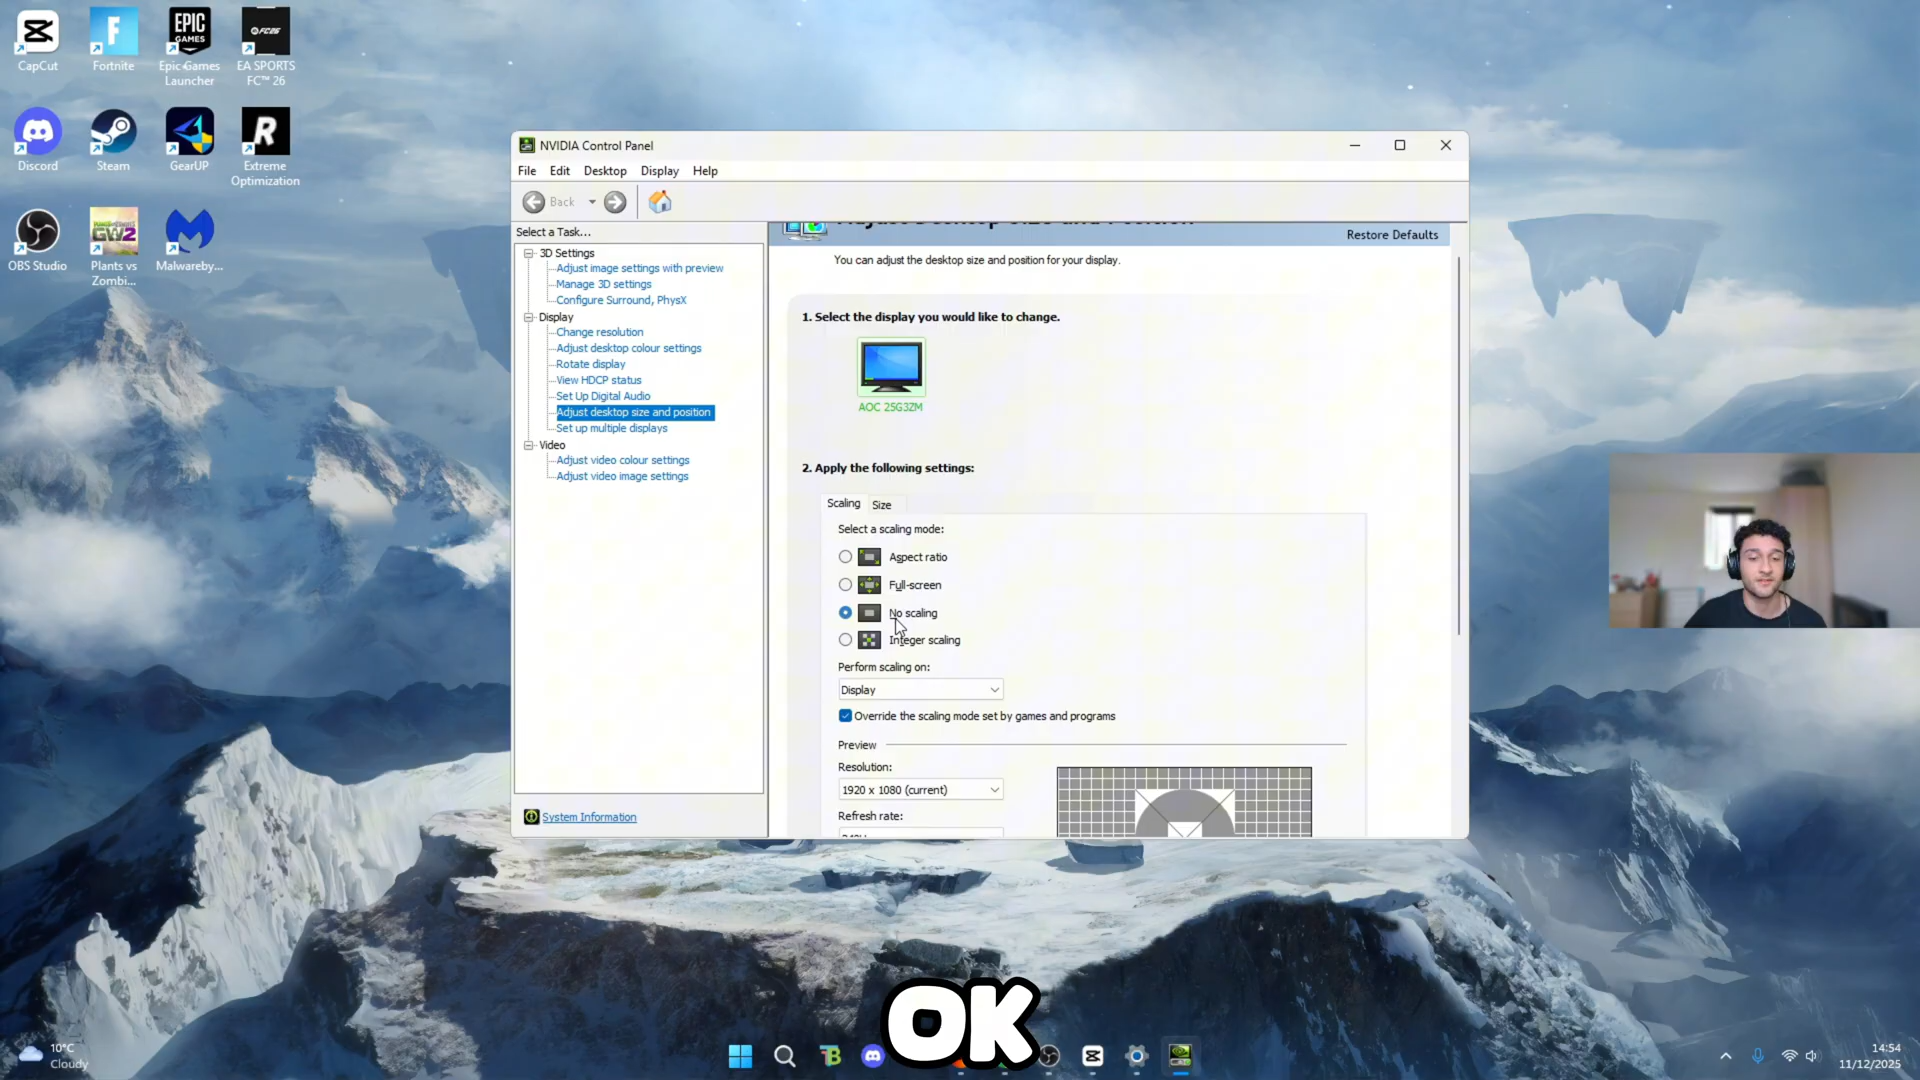 CapCut
Fortnite
Epic Games
Launcher
EA SPORTS
FC™ 26
Discord
Steam
GearUP
Extreme
Optimization
OBS Studio
Plants vs
Zombi...
Malwareby...
NVIDIA Control Panel
File
Edit
Desktop
Display
Help
Back
Select a Task...
3D Settings
Adjust image settings with preview
Manage 3D settings
Configure Surround, PhysX
Display
Change resolution
Adjust desktop colour settings
Rotate display
View HDCP status
Set Up Digital Audio
Adjust desktop size and position
Set up multiple displays
Video
Adjust video colour settings
Adjust video image settings
System Information
Adjust Desktop Size and Position
Restore Defaults
You can adjust the desktop size and position for your display.
1. Select the display you would like to change.
AOC 25G3ZM
2. Apply the following settings:
Scaling
Size
Select a scaling mode:
Aspect ratio
Full-screen
No scaling
Integer scaling
Perform scaling on:
Display
Override the scaling mode set by games and programs
Preview
Resolution:
1920 x 1080 (current)
Refresh rate:
OK
10°C
Cloudy
14:54
11/12/2025